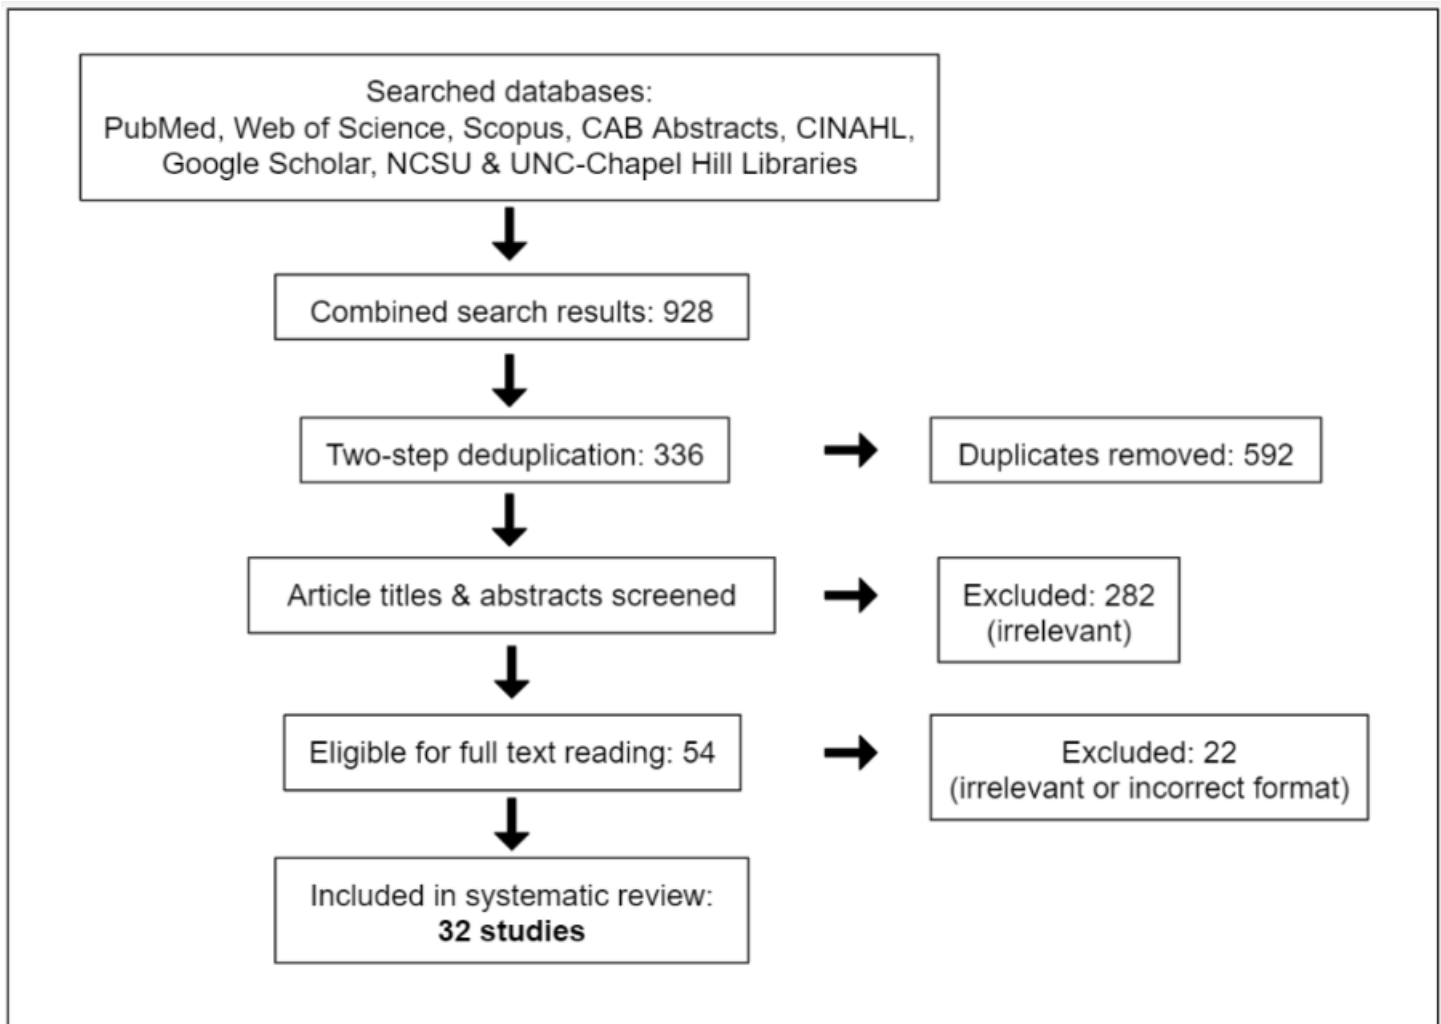 Searched databases:
PubMed, Web of Science, Scopus, CAB Abstracts, CINAHL,
Google Scholar, NCSU & UNC-Chapel Hill Libraries
Combined search results: 928
Two-step deduplication: 336
Duplicates removed: 592
Article titles & abstracts screened
Excluded: 282
(irrelevant)
Eligible for full text reading: 54
Excluded: 22
(irrelevant or incorrect format)
Included in systematic review:
32 studies